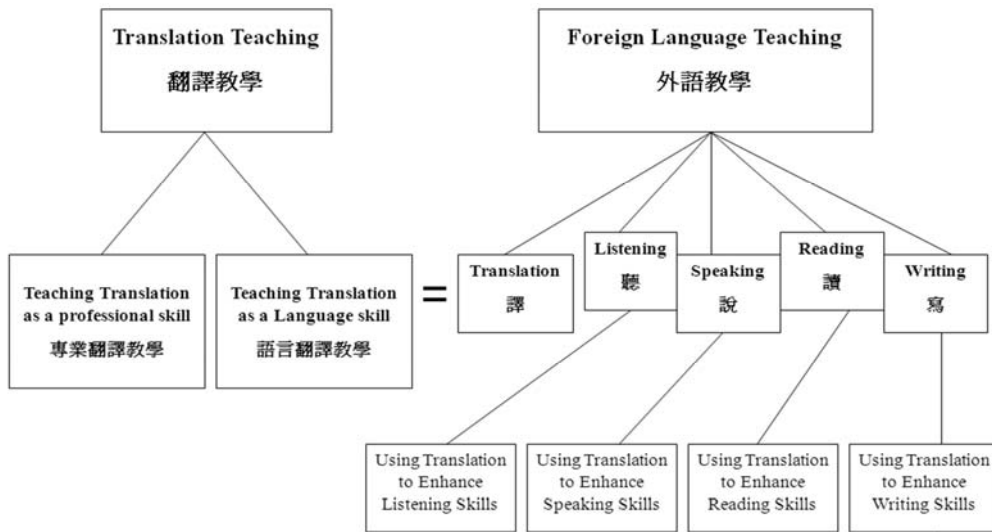 Translation Teaching
翻譯教學
Foreign Language Teaching
外語教學
Teaching Translation
as a professional skill
專業翻譯教學
Teaching Translation
as a Language skill
語言翻譯教學
=
Translation
譯
Listening
聽
Speaking
說
Reading
讀
Writing
寫
Using Translation
to Enhance
Listening Skills
Using Translation
to Enhance
Speaking Skills
Using Translation
to Enhance
Reading Skills
Using Translation
to Enhance
Writing Skills